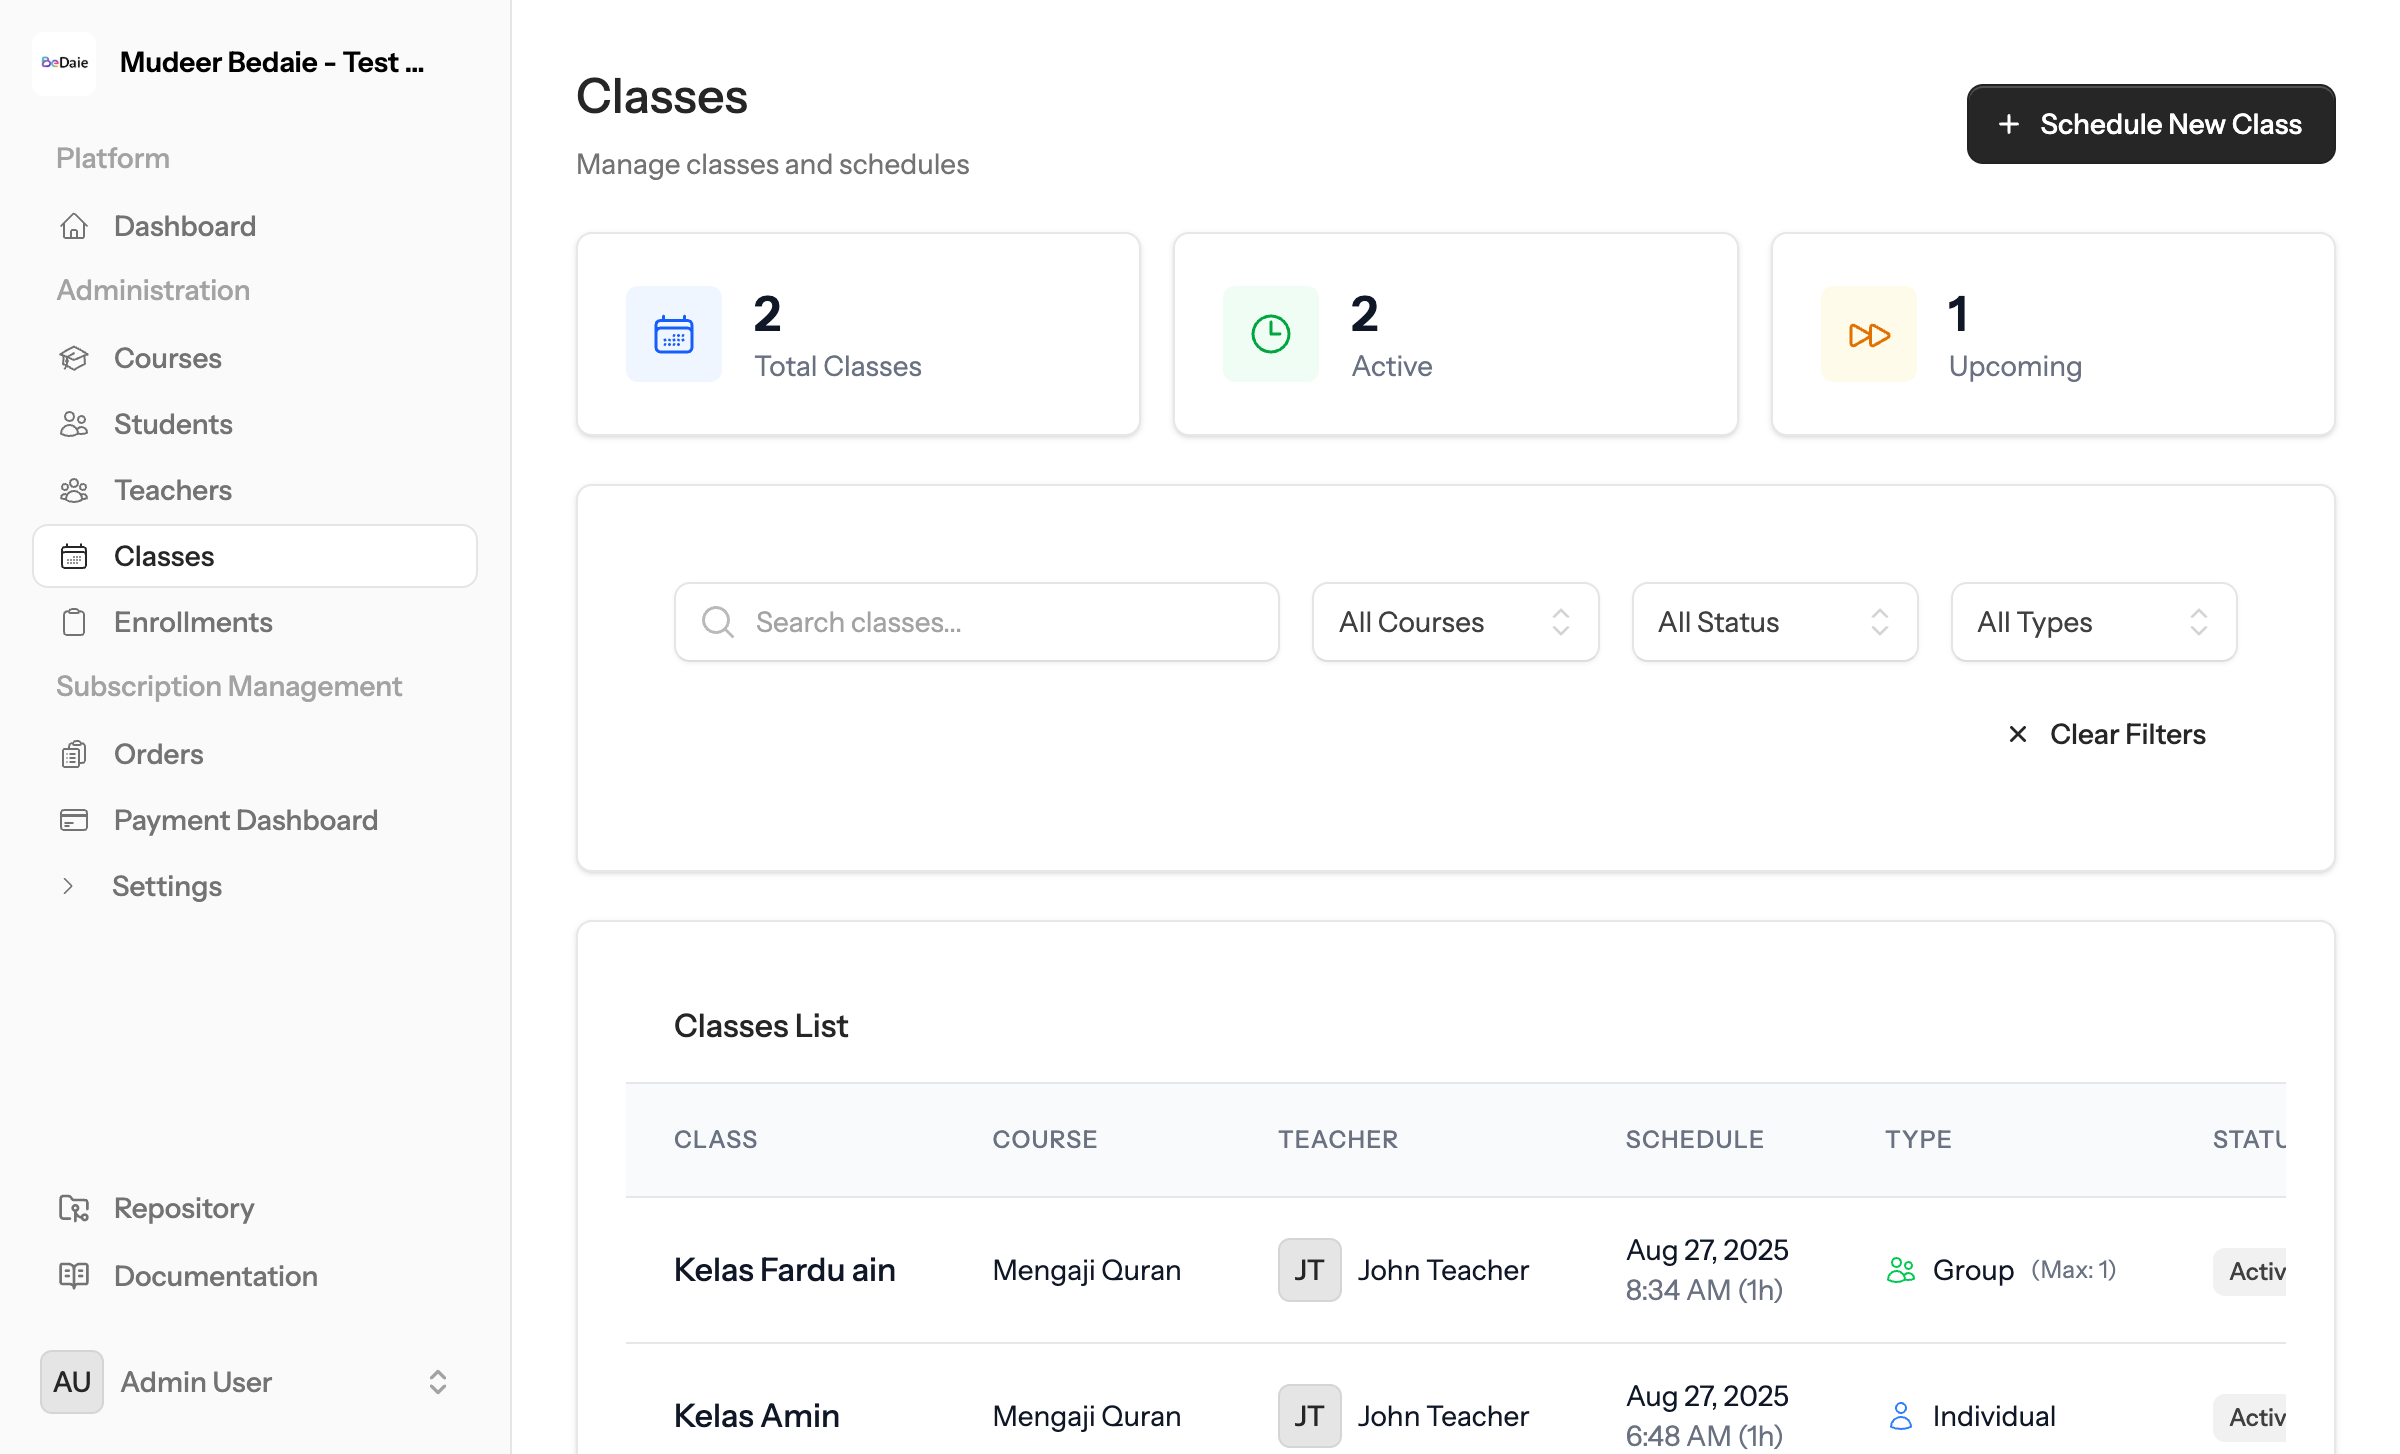 BeDaie
Mudeer Bedaie - Test ...
Platform
Dashboard
Administration
Courses
Students
Teachers
Classes
Enrollments
Subscription Management
Orders
Payment Dashboard
Settings
Repository
Documentation
AU Admin User
Classes
Manage classes and schedules
Schedule New Class
2
Total Classes
2
Active
1
Upcoming
Search classes...
All Courses
All Status
All Types
Clear Filters
Classes List
CLASS COURSE TEACHER SCHEDULE TYPE STATU
Kelas Fardu ain Mengaji Quran JT John Teacher Aug 27, 2025 Group (Max: 1) Activ
8:34 AM (1h)
Kelas Amin Mengaji Quran JT John Teacher Aug 27, 2025 Individual Activ
6:48 AM (1h)